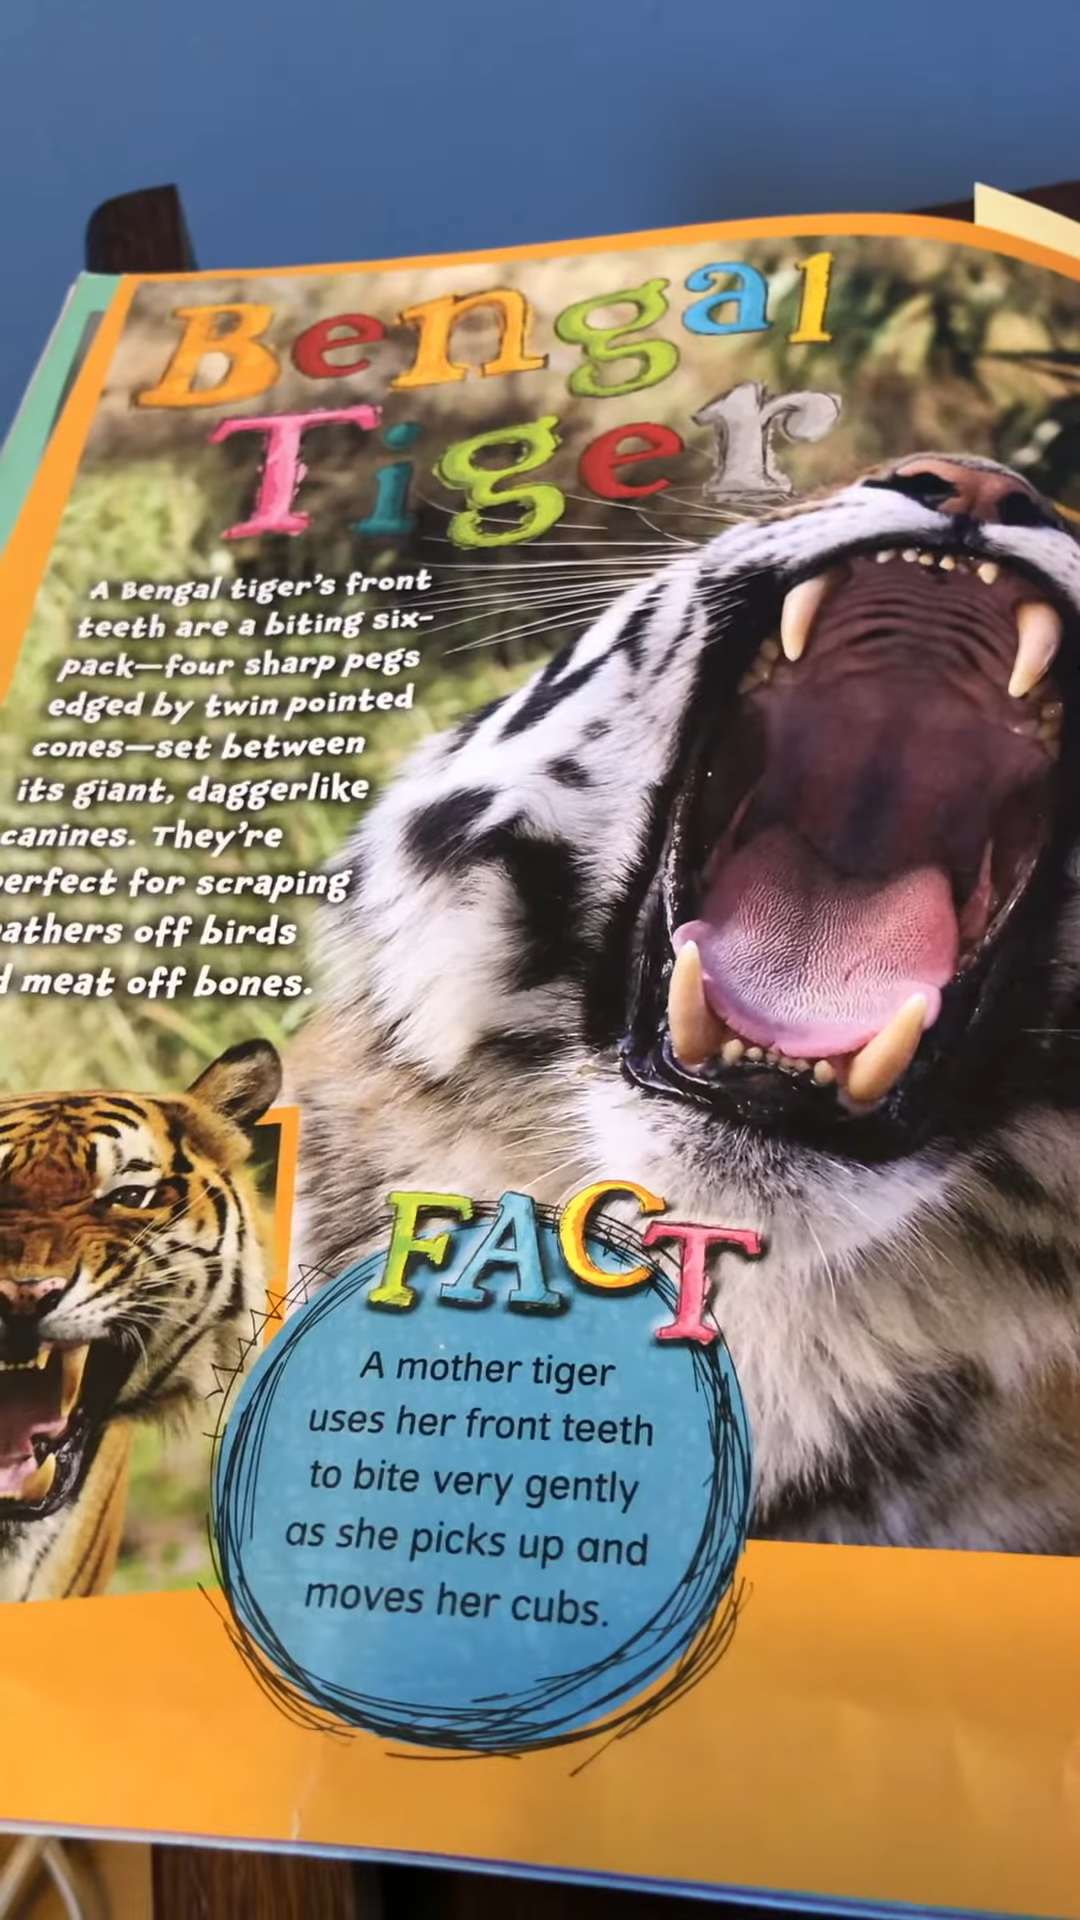 Bengal
Tiger
A Bengal tiger's front
teeth are a biting six-
pack—four sharp pegs
edged by twin pointed
cones—set between
its giant, daggerlike
canines. They're
erfect for scraping
athers off birds
d meat off bones.
FACT
A mother tiger
uses her front teeth
to bite very gently
as she picks up and
moves her cubs.